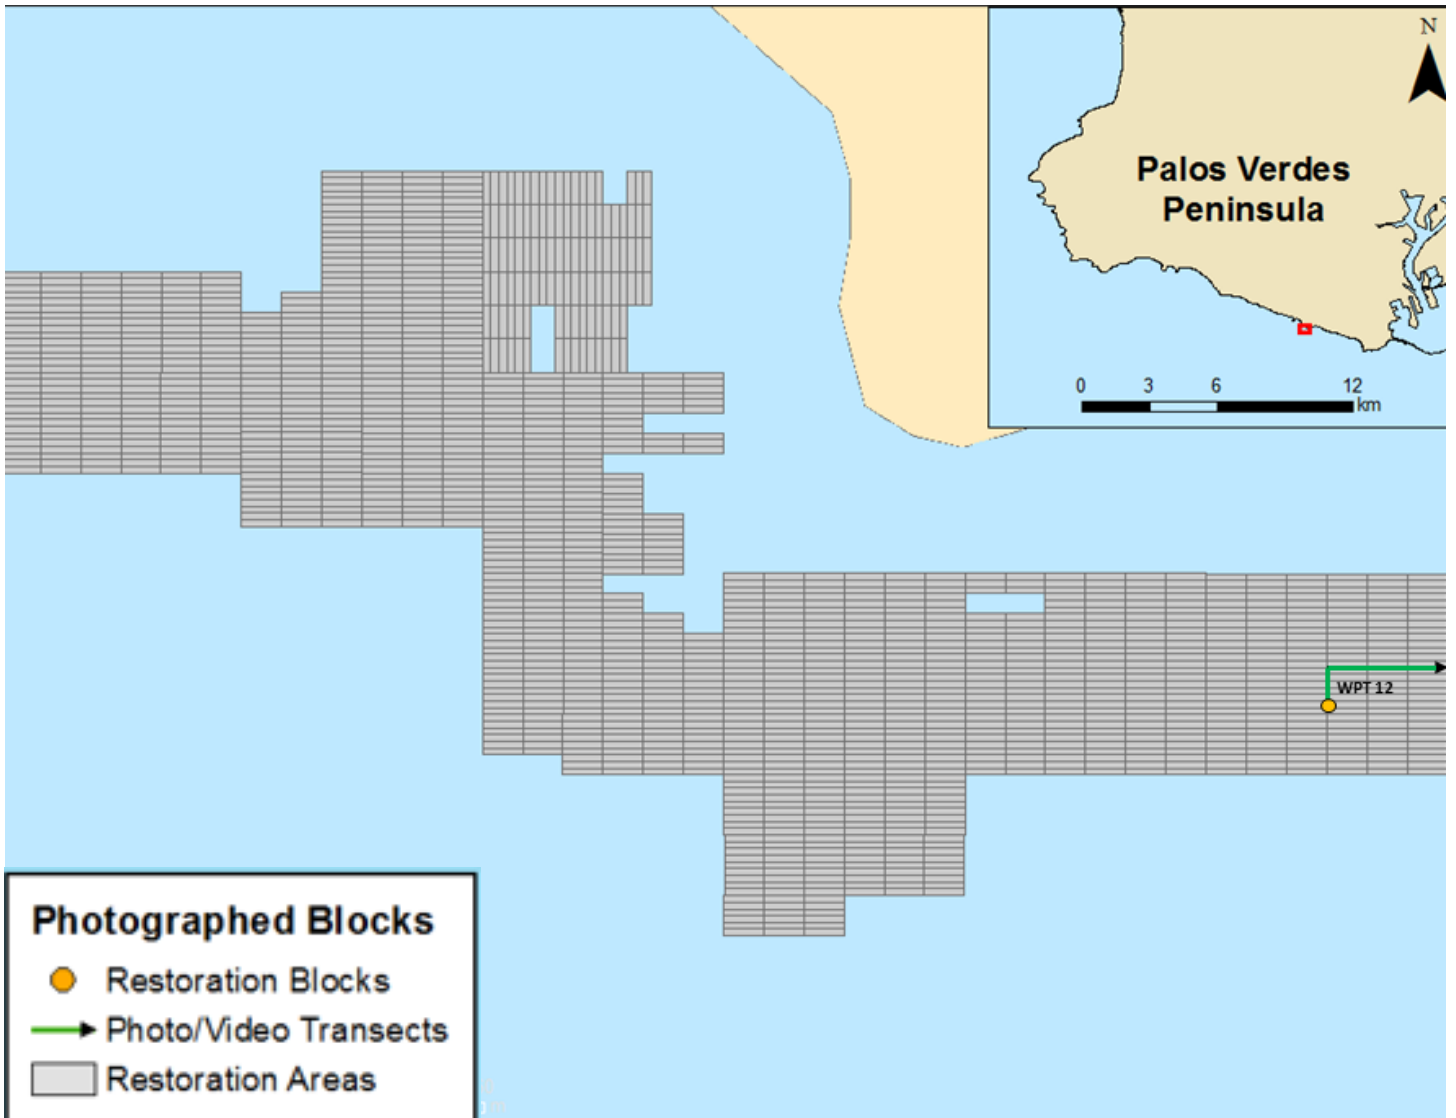 N
Palos Verdes
Peninsula
0 3 6 12
km
WPT 12
Photographed Blocks
Restoration Blocks
Photo/Video Transects
Restoration Areas